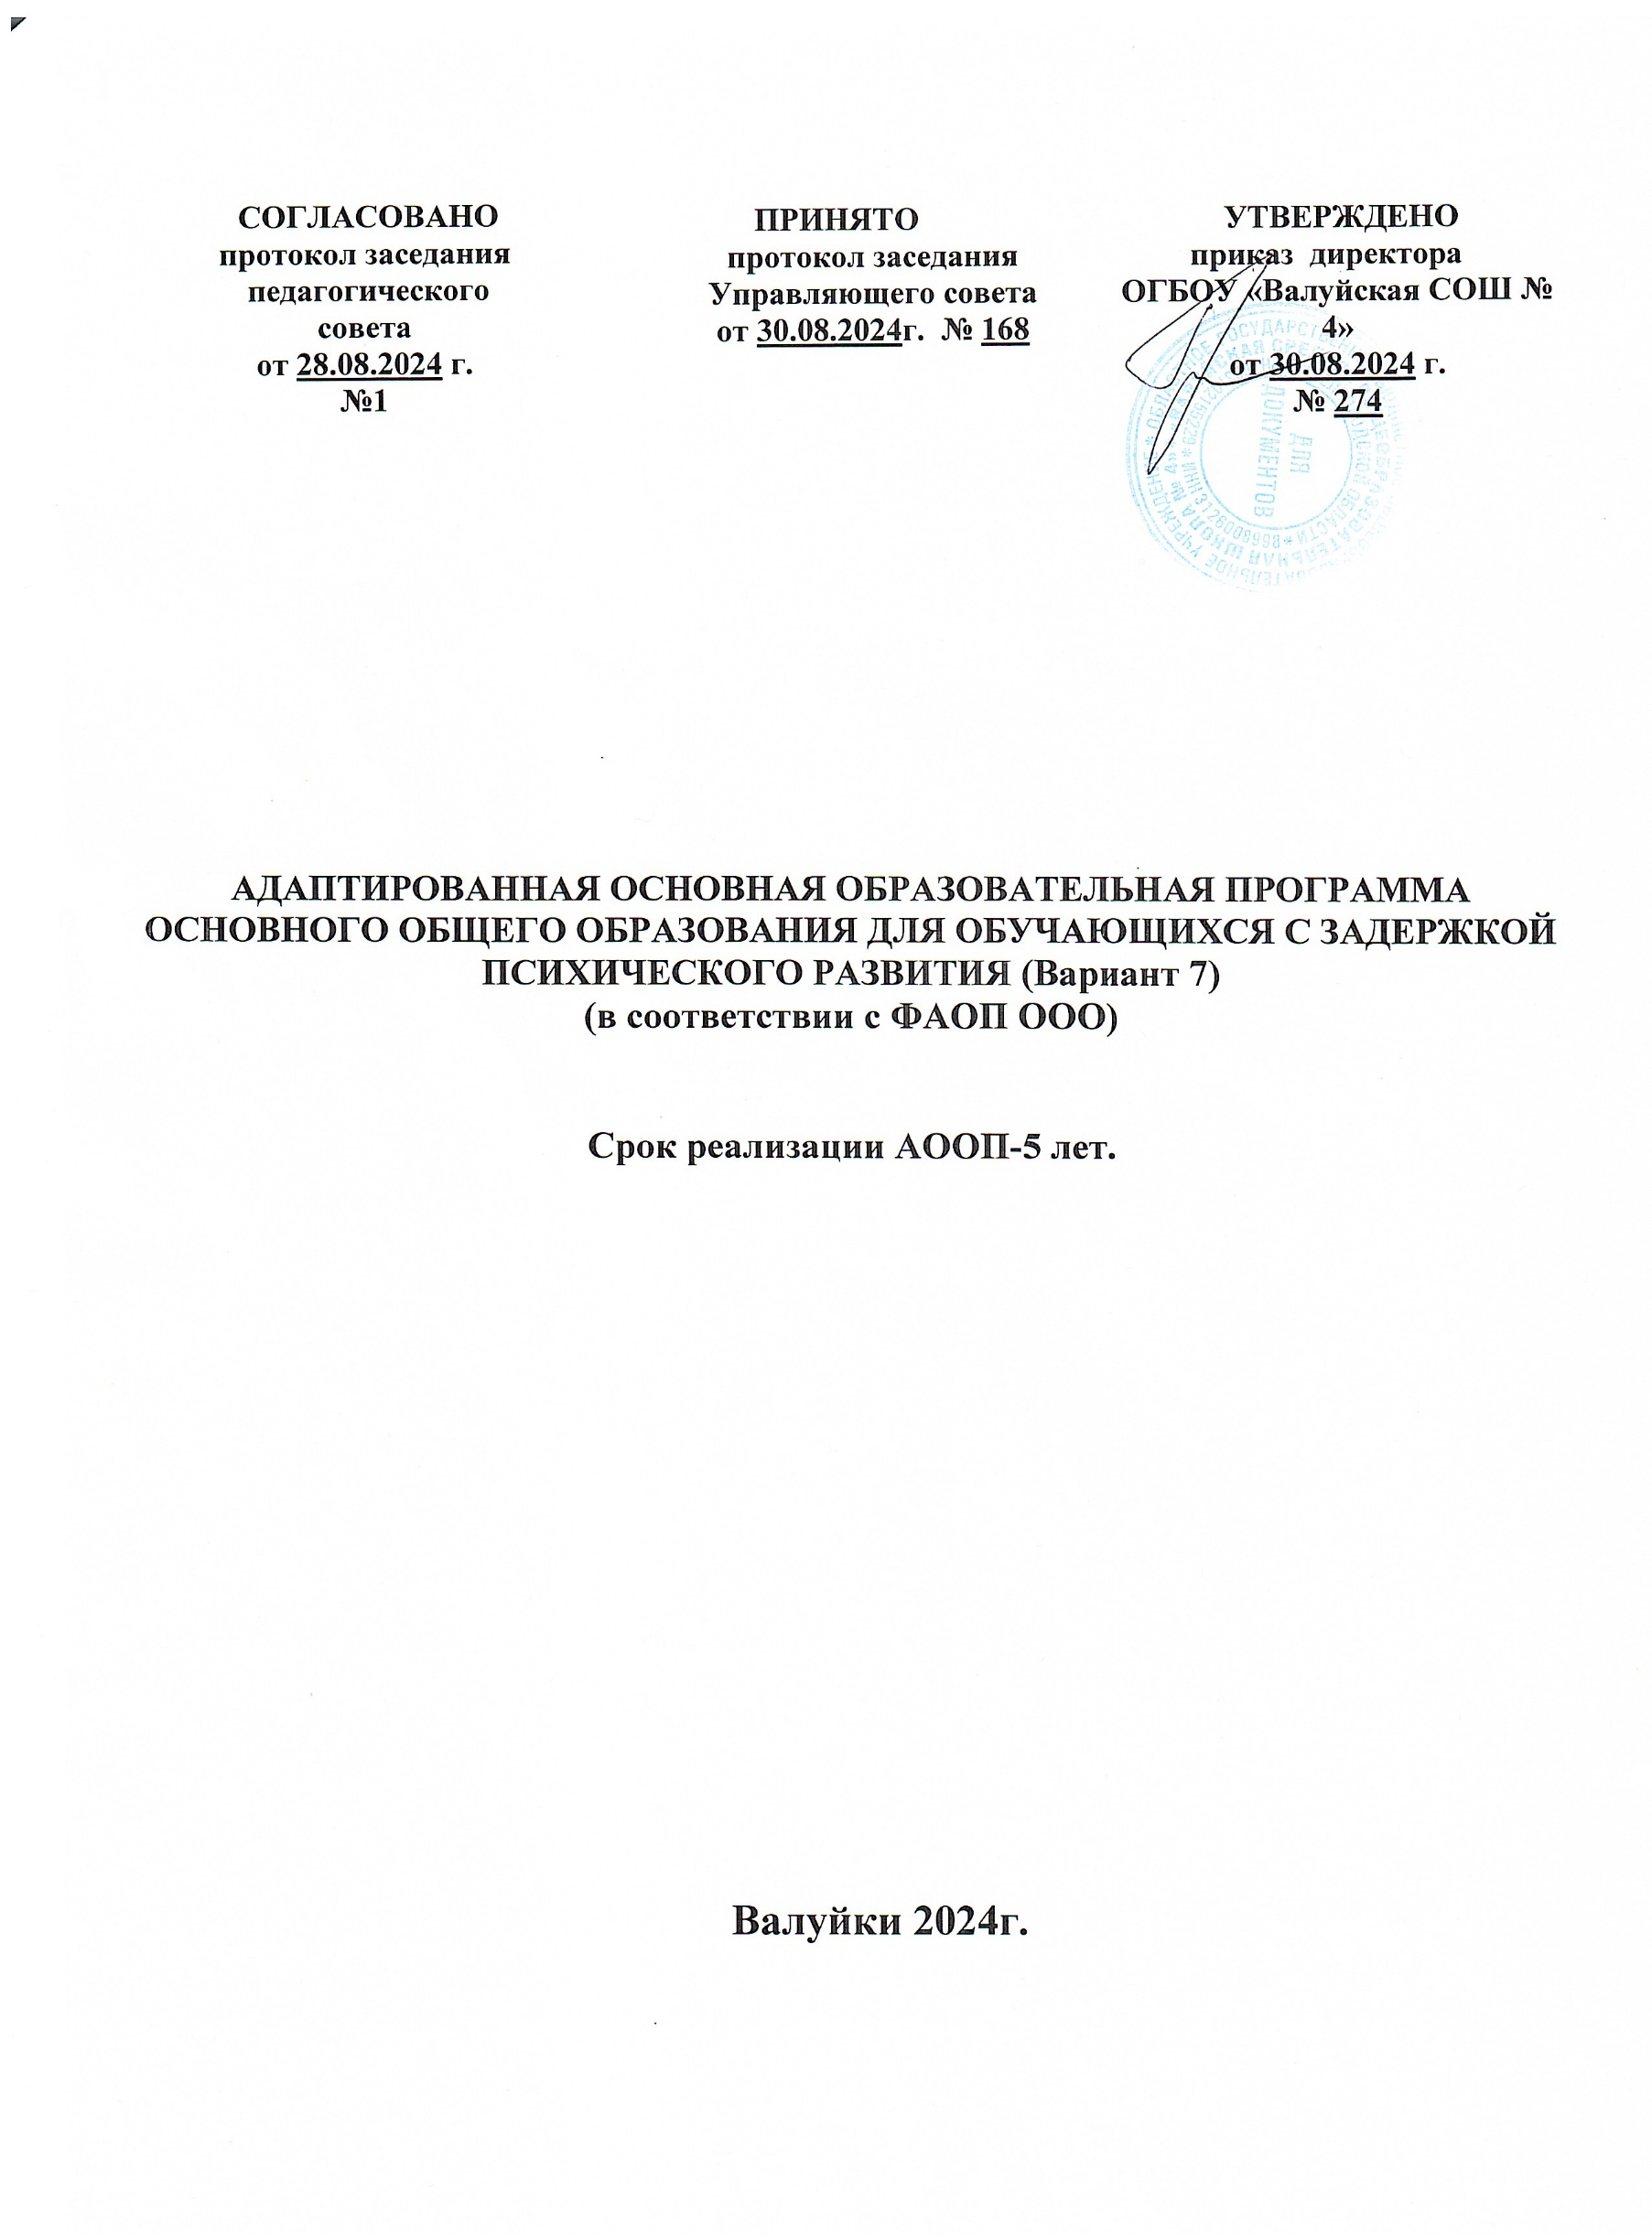 СОГЛАСОВАНО
протокол заседания
педагогического
совета
от 28.08.2024 г.
№1
ПРИНЯТО
протокол заседания
Управляющего совета
от 30.08.2024г. № 168
УТВЕРЖДЕНО
приказ директора
ОГБОУ «Валуйская СОШ №
4»
от 30.08.2024 г.
№ 274
ДЛЯ
ДОКУМЕНТОВ
АДАПТИРОВАННАЯ ОСНОВНАЯ ОБРАЗОВАТЕЛЬНАЯ ПРОГРАММА
ОСНОВНОГО ОБЩЕГО ОБРАЗОВАНИЯ ДЛЯ ОБУЧАЮЩИХСЯ С ЗАДЕРЖКОЙ
ПСИХИЧЕСКОГО РАЗВИТИЯ (Вариант 7)
(в соответствии с ФАОП ООО)
Срок реализации АООП-5 лет.
Валуйки 2024г.